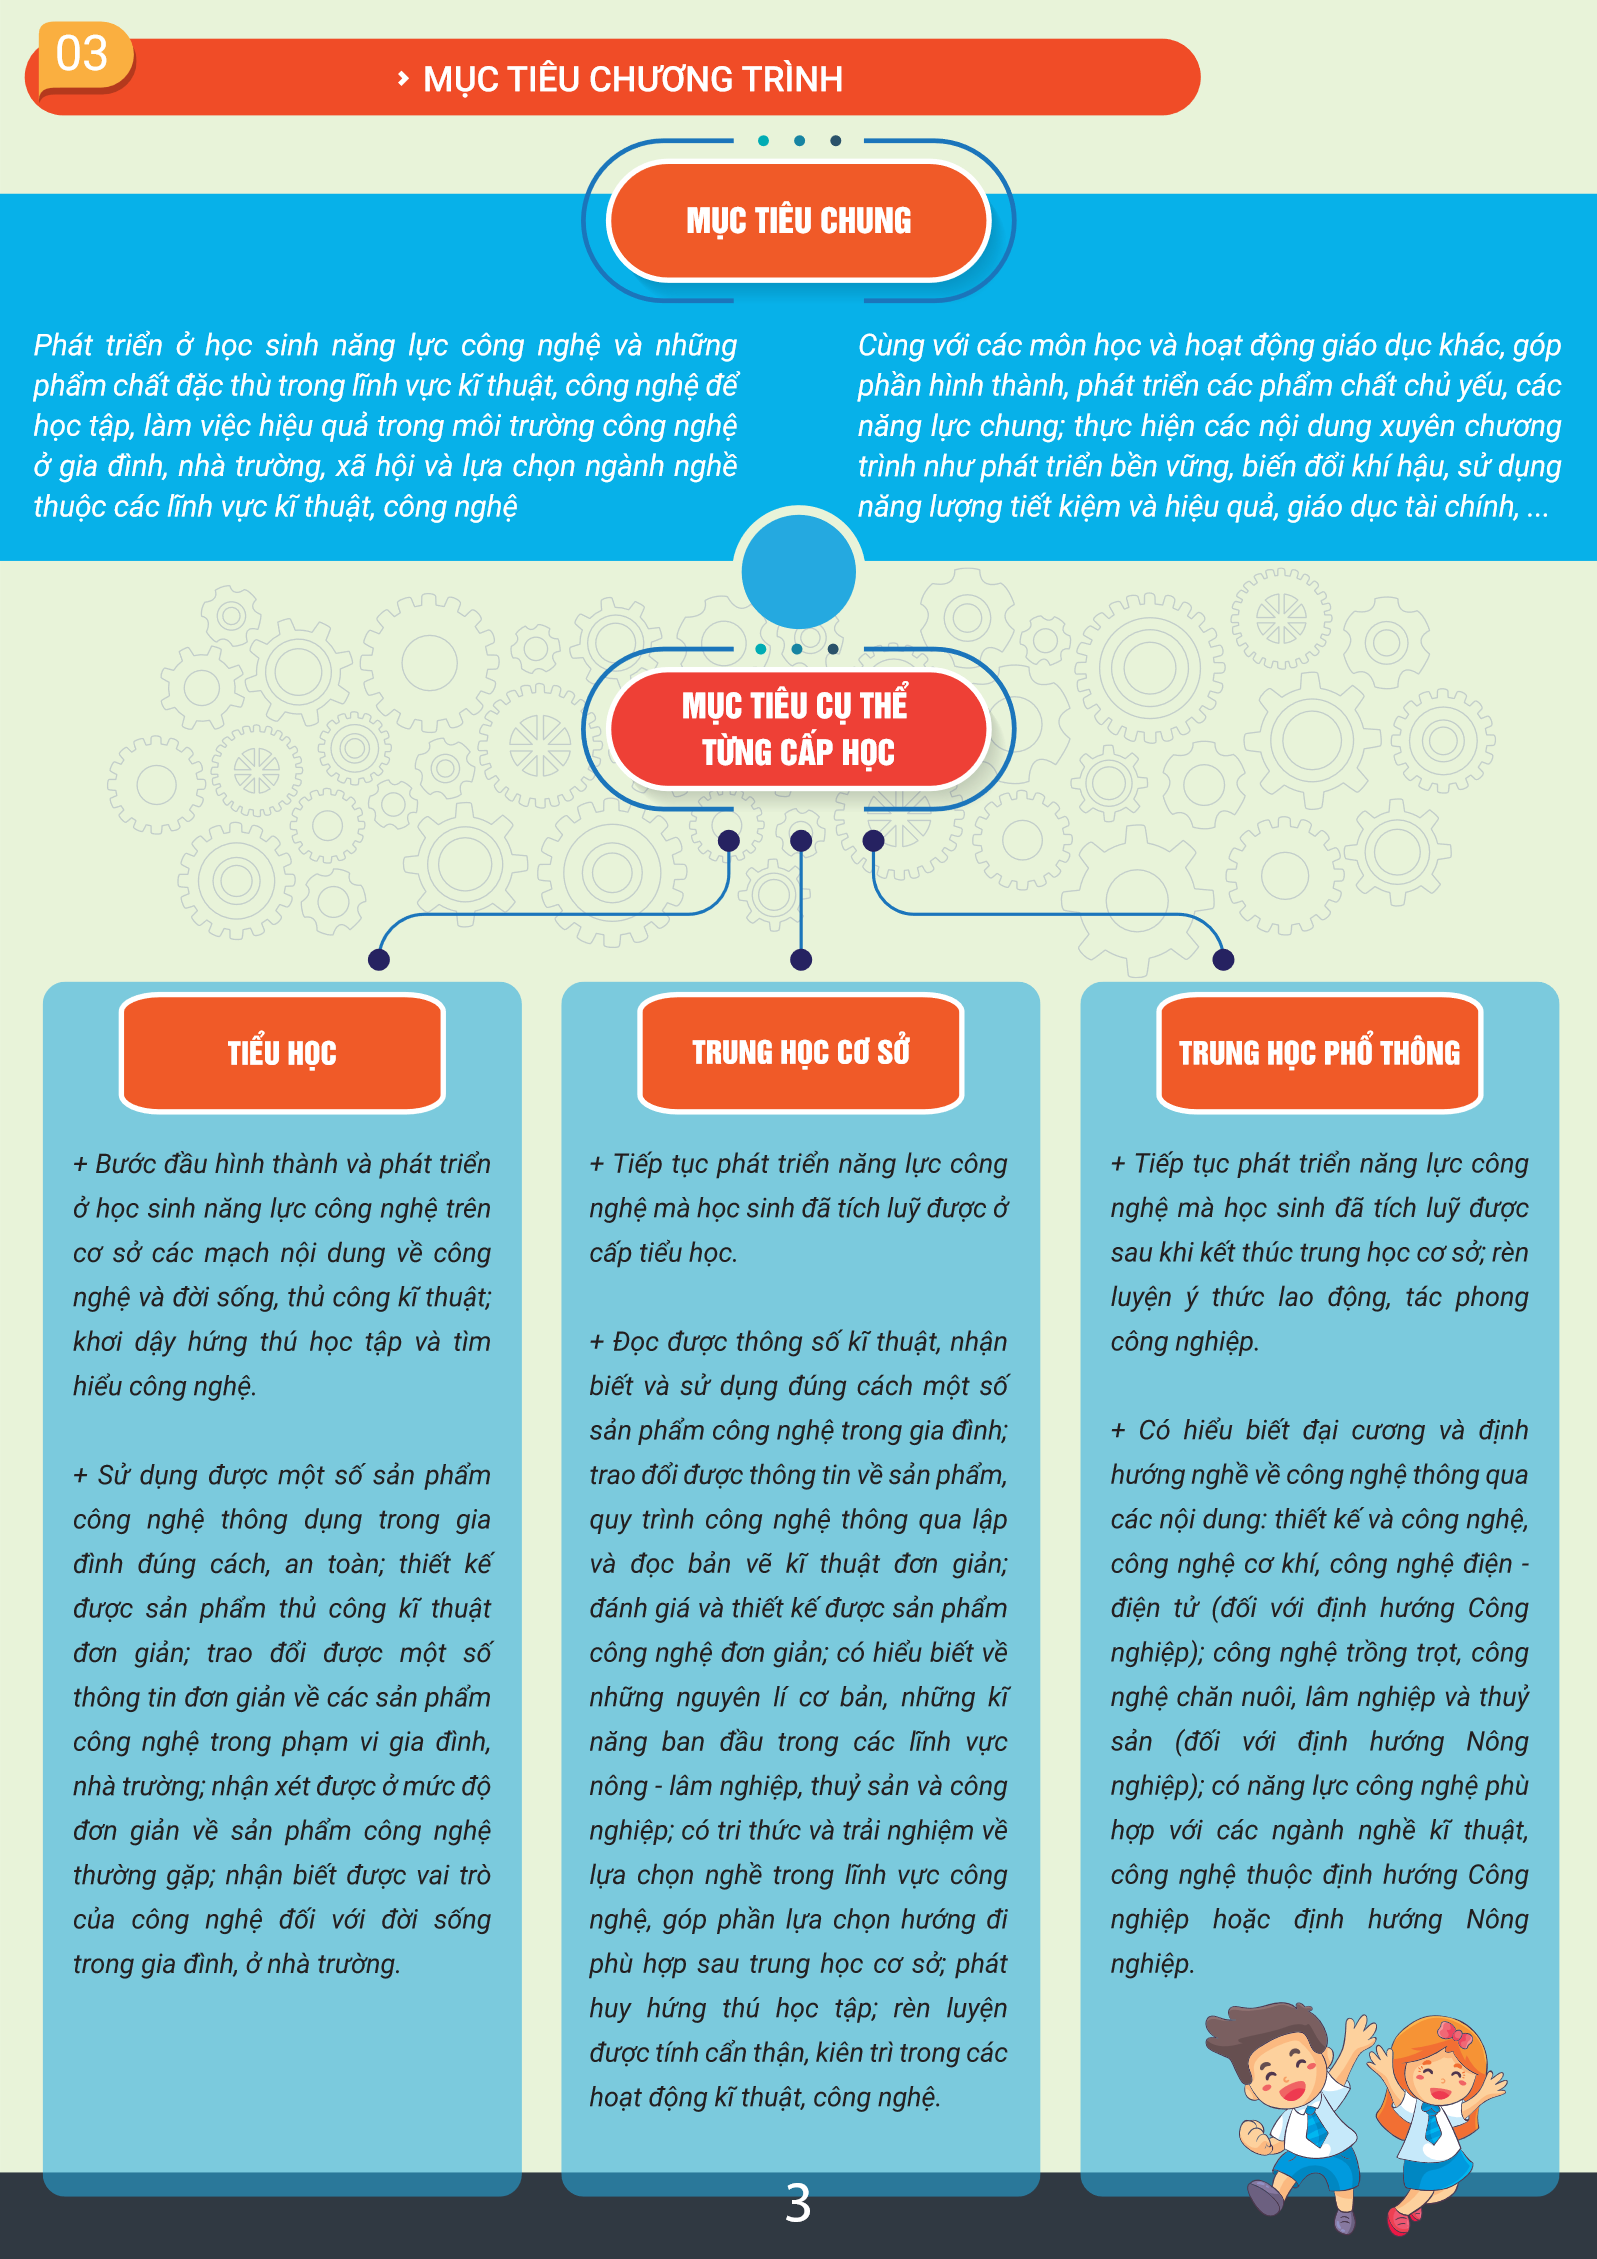 03
MỤC TIÊU CHƯƠNG TRÌNH
MỤC TIÊU CHUNG
Phát triển ở học sinh năng lực công nghệ và những
phẩm chất đặc thù trong lĩnh vực kĩ thuật, công nghệ để
học tập, làm việc hiệu quả trong môi trường công nghệ
ở gia đình, nhà trường, xã hội và lựa chọn ngành nghề
thuộc các lĩnh vực kĩ thuật, công nghệ
Cùng với các môn học và hoạt động giáo dục khác, góp
phần hình thành, phát triển các phẩm chất chủ yếu, các
năng lực chung; thực hiện các nội dung xuyên chương
trình như phát triển bền vững, biến đổi khí hậu, sử dụng
năng lượng tiết kiệm và hiệu quả, giáo dục tài chính, ...
MỤC TIÊU CỤ THỂ
TỪNG CẤP HỌC
TIỂU HỌC
+ Bước đầu hình thành và phát triển
ở học sinh năng lực công nghệ trên
cơ sở các mạch nội dung về công
nghệ và đời sống, thủ công kĩ thuật;
khơi dậy hứng thú học tập và tìm
hiểu công nghệ.
+ Sử dụng được một số sản phẩm
công nghệ thông dụng trong gia
đình đúng cách, an toàn; thiết kế
được sản phẩm thủ công kĩ thuật
đơn giản; trao đổi được một số
thông tin đơn giản về các sản phẩm
công nghệ trong phạm vi gia đình,
nhà trường; nhận xét được ở mức độ
đơn giản về sản phẩm công nghệ
thường gặp; nhận biết được vai trò
của công nghệ đối với đời sống
trong gia đình, ở nhà trường.
TRUNG HỌC CƠ SỞ
+ Tiếp tục phát triển năng lực công
nghệ mà học sinh đã tích luỹ được ở
cấp tiểu học.
+ Đọc được thông số kĩ thuật, nhận
biết và sử dụng đúng cách một số
sản phẩm công nghệ trong gia đình;
trao đổi được thông tin về sản phẩm,
quy trình công nghệ thông qua lập
và đọc bản vẽ kĩ thuật đơn giản;
đánh giá và thiết kế được sản phẩm
công nghệ đơn giản; có hiểu biết về
những nguyên lí cơ bản, những kĩ
năng ban đầu trong các lĩnh vực
nông - lâm nghiệp, thuỷ sản và công
nghiệp; có tri thức và trải nghiệm về
lựa chọn nghề trong lĩnh vực công
nghệ, góp phần lựa chọn hướng đi
phù hợp sau trung học cơ sở; phát
huy hứng thú học tập; rèn luyện
được tính cẩn thận, kiên trì trong các
hoạt động kĩ thuật, công nghệ.
TRUNG HỌC PHỔ THÔNG
+ Tiếp tục phát triển năng lực công
nghệ mà học sinh đã tích luỹ được
sau khi kết thúc trung học cơ sở; rèn
luyện ý thức lao động, tác phong
công nghiệp.
+ Có hiểu biết đại cương và định
hướng nghề về công nghệ thông qua
các nội dung: thiết kế và công nghệ,
công nghệ cơ khí, công nghệ điện -
điện tử (đối với định hướng Công
nghiệp); công nghệ trồng trọt, công
nghệ chăn nuôi, lâm nghiệp và thuỷ
sản (đối với định hướng Nông
nghiệp); có năng lực công nghệ phù
hợp với các ngành nghề kĩ thuật,
công nghệ thuộc định hướng Công
nghiệp hoặc định hướng Nông
nghiệp.
3